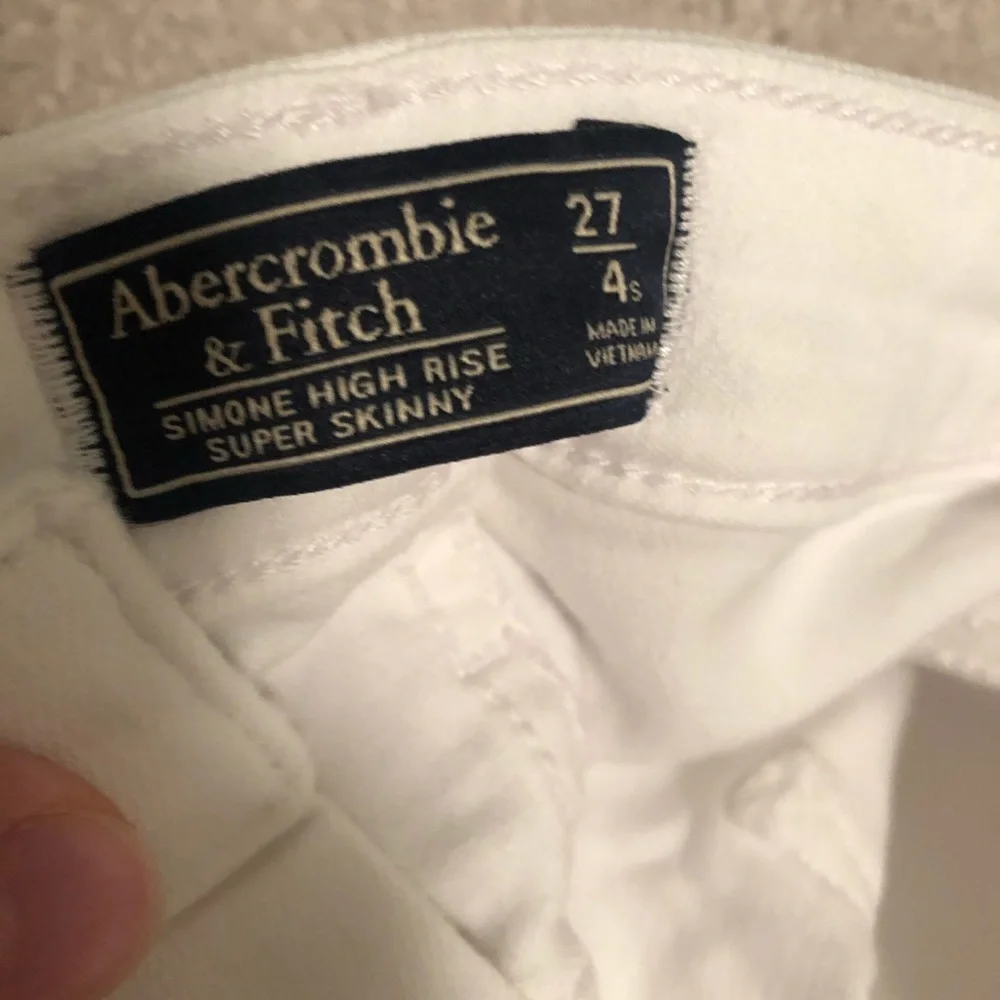 Abercrombie
& Fitch
SIMONE HIGH RISE
SUPER SKINNY
27
4S
MADE IN
VIETNAM